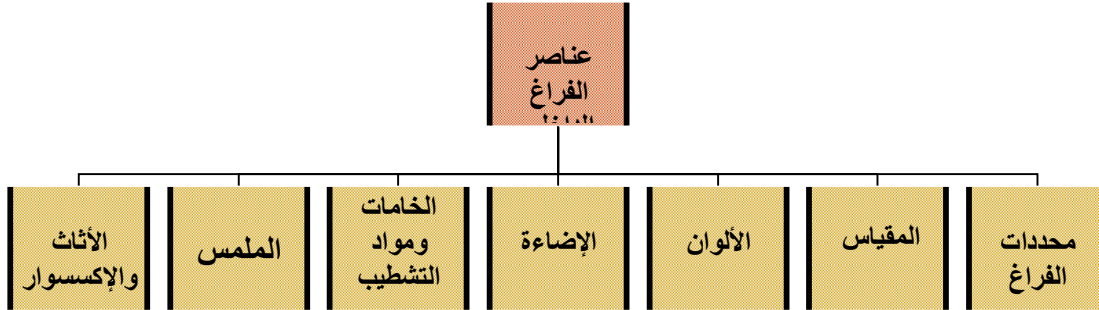 عناصر
الفراغ
محددات
الفراغ
المقياس
الألوان
الإضاءة
الخامات
ومواد
التشطيب
الملمس
الأثاث
والإكسسوار